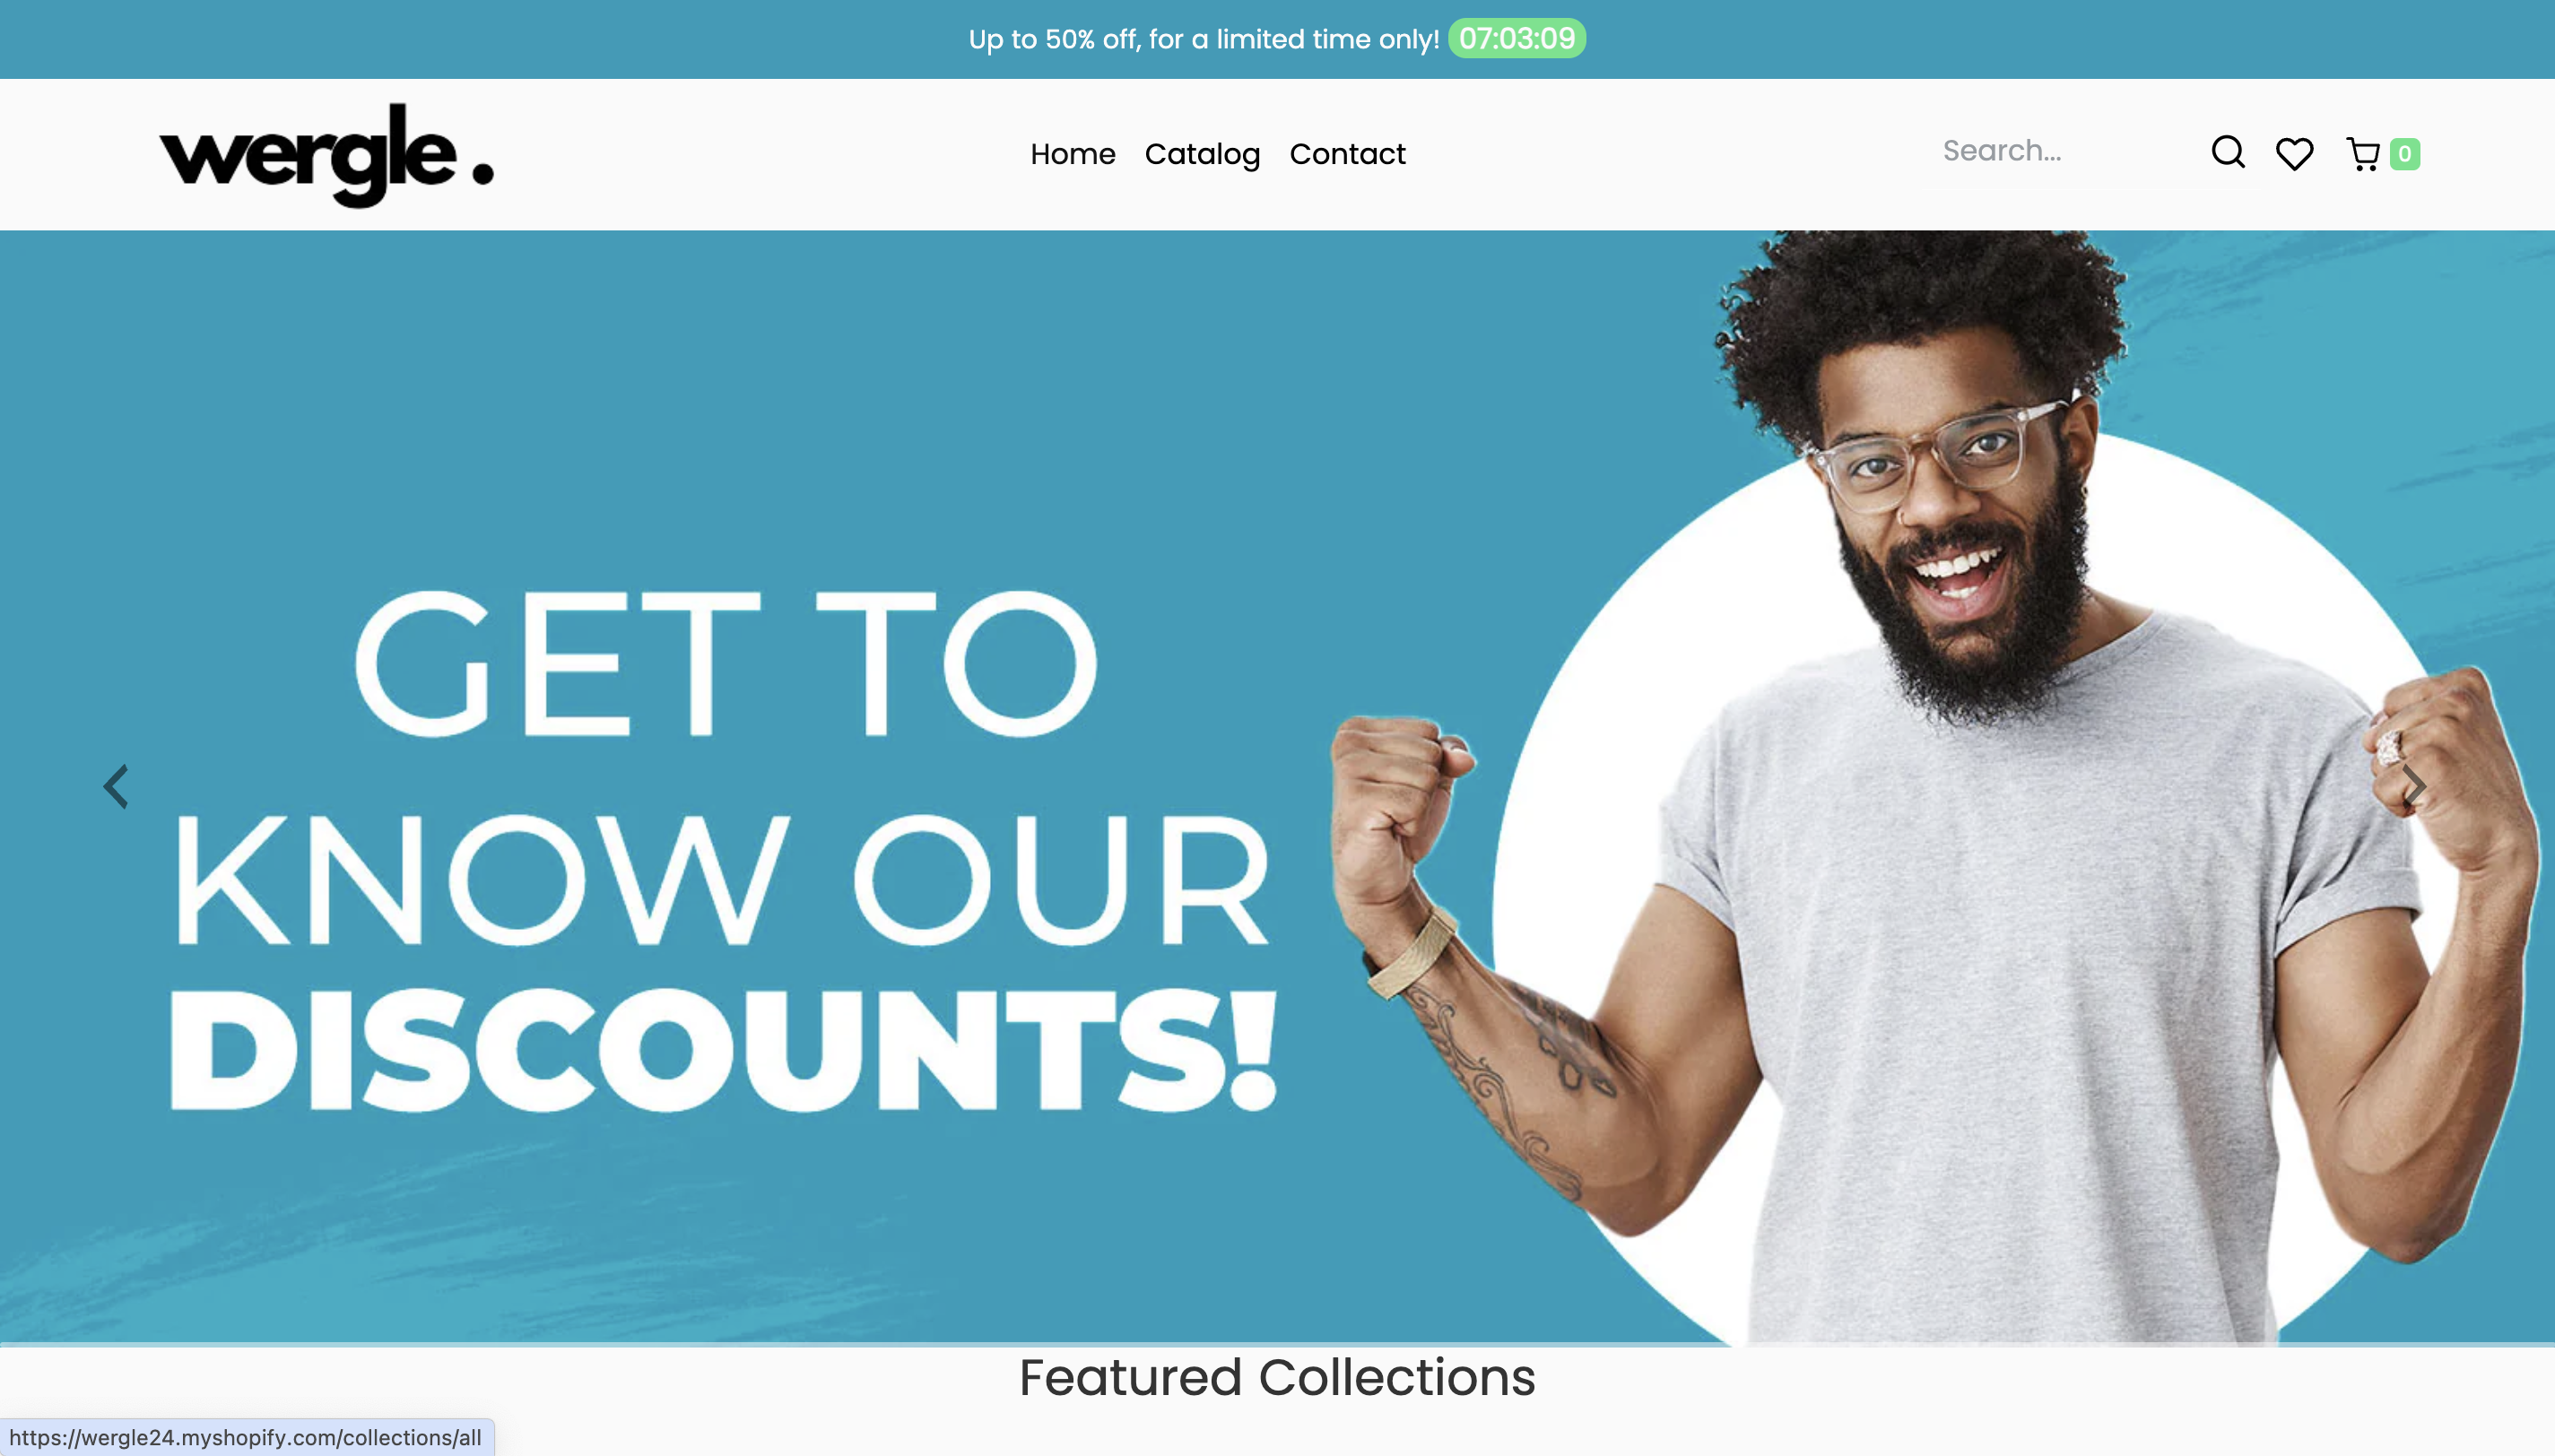 Up to 50% off, for a limited time only! 07:03:09
wergle.
Home Catalog Contact
Search...
0
GET TO
KNOW OUR
DISCOUNTS!
Featured Collections
https://wergle24.myshopify.com/collections/all